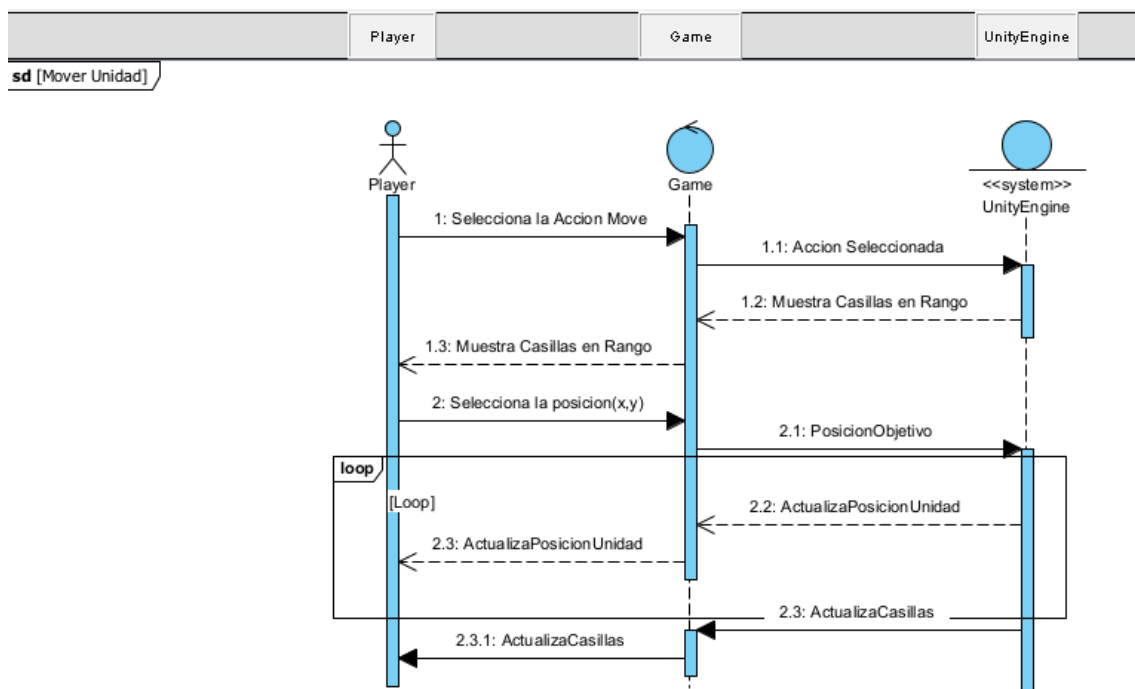 Player
Game
UnityEngine
sd [Mover Unidad]
Player
Game
<<system>>
UnityEngine
1: Selecciona la Accion Move
1.1: Accion Seleccionada
1.2: Muestra Casillas en Rango
1.3: Muestra Casillas en Rango
2: Selecciona la posicion(x,y)
2.1: PosicionObjetivo
loop
[Loop]
2.2: ActualizaPosicionUnidad
2.3: ActualizaPosicionUnidad
2.3: ActualizaCasillas
2.3.1: ActualizaCasillas